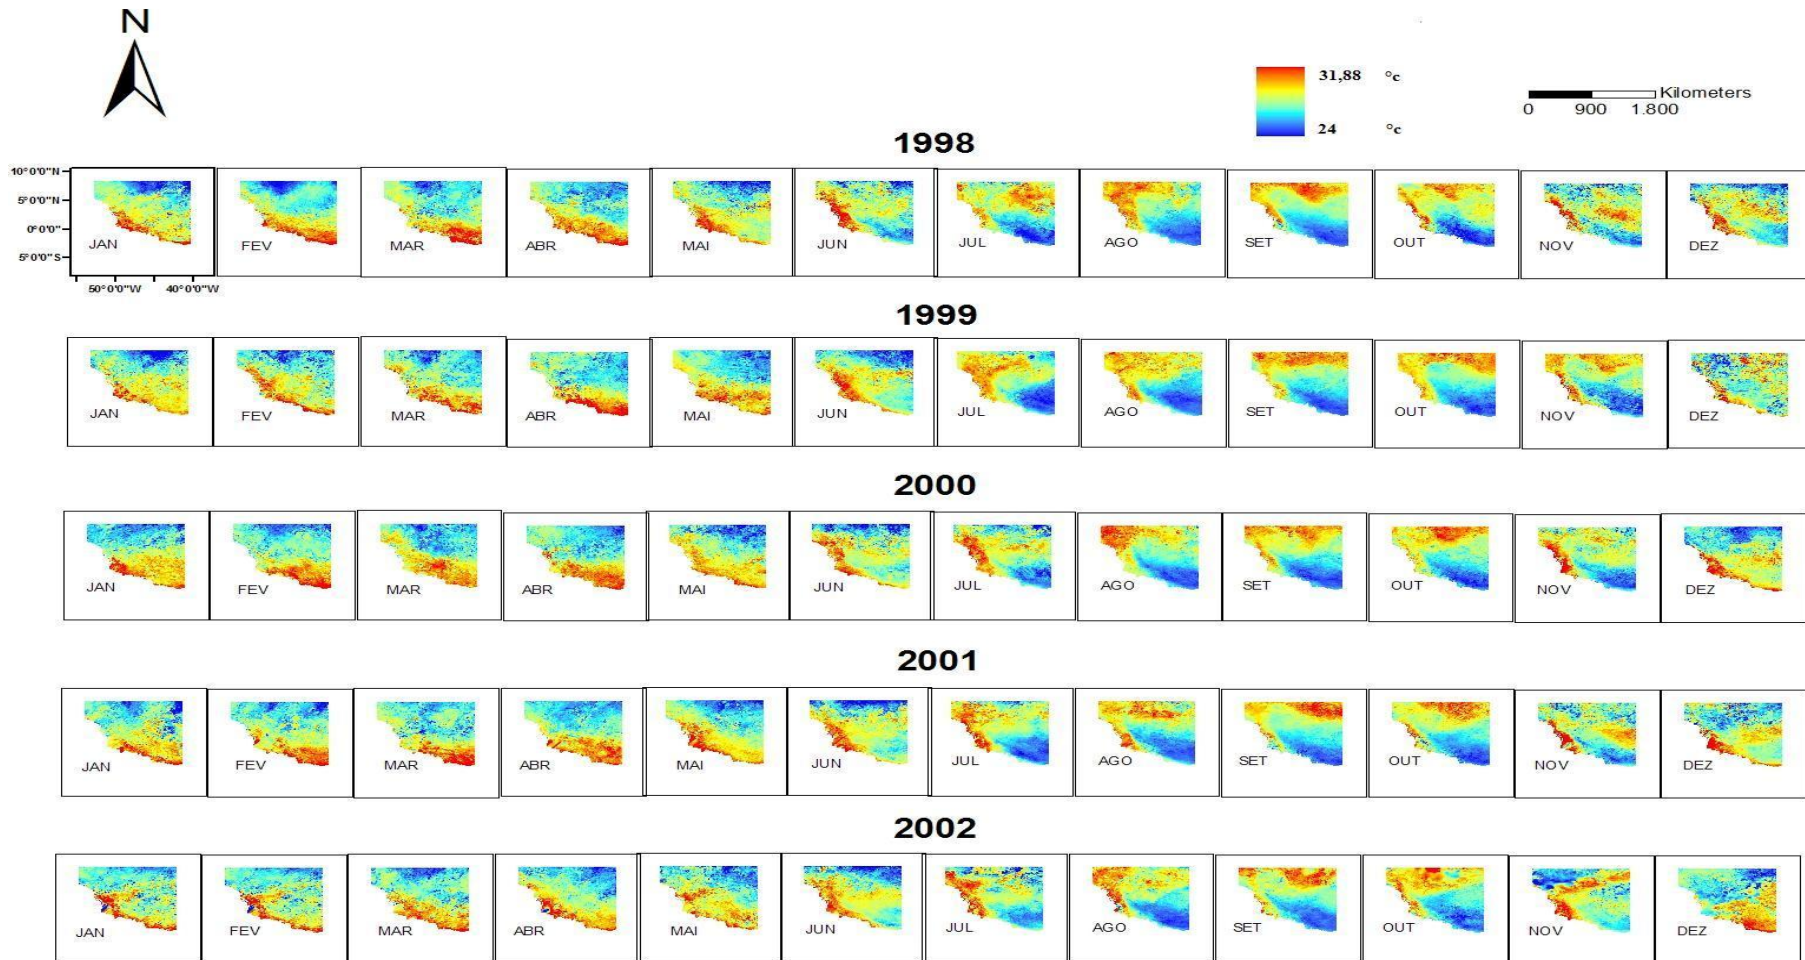 N
31,88 °c
24 °c
Kilometers
0 900 1.800
1998
10°0'0"N
5°0'0"N
0°0'0"
5°0'0"S
JAN FEV MAR ABR MAI JUN JUL AGO SET OUT NOV DEZ
50°0'0"W 40°0'0"W
1999
JAN FEV MAR ABR MAI JUN JUL AGO SET OUT NOV DEZ
2000
JAN FEV MAR ABR MAI JUN JUL AGO SET OUT NOV DEZ
2001
JAN FEV MAR ABR MAI JUN JUL AGO SET OUT NOV DEZ
2002
JAN FEV MAR ABR MAI JUN JUL AGO SET OUT NOV DEZ